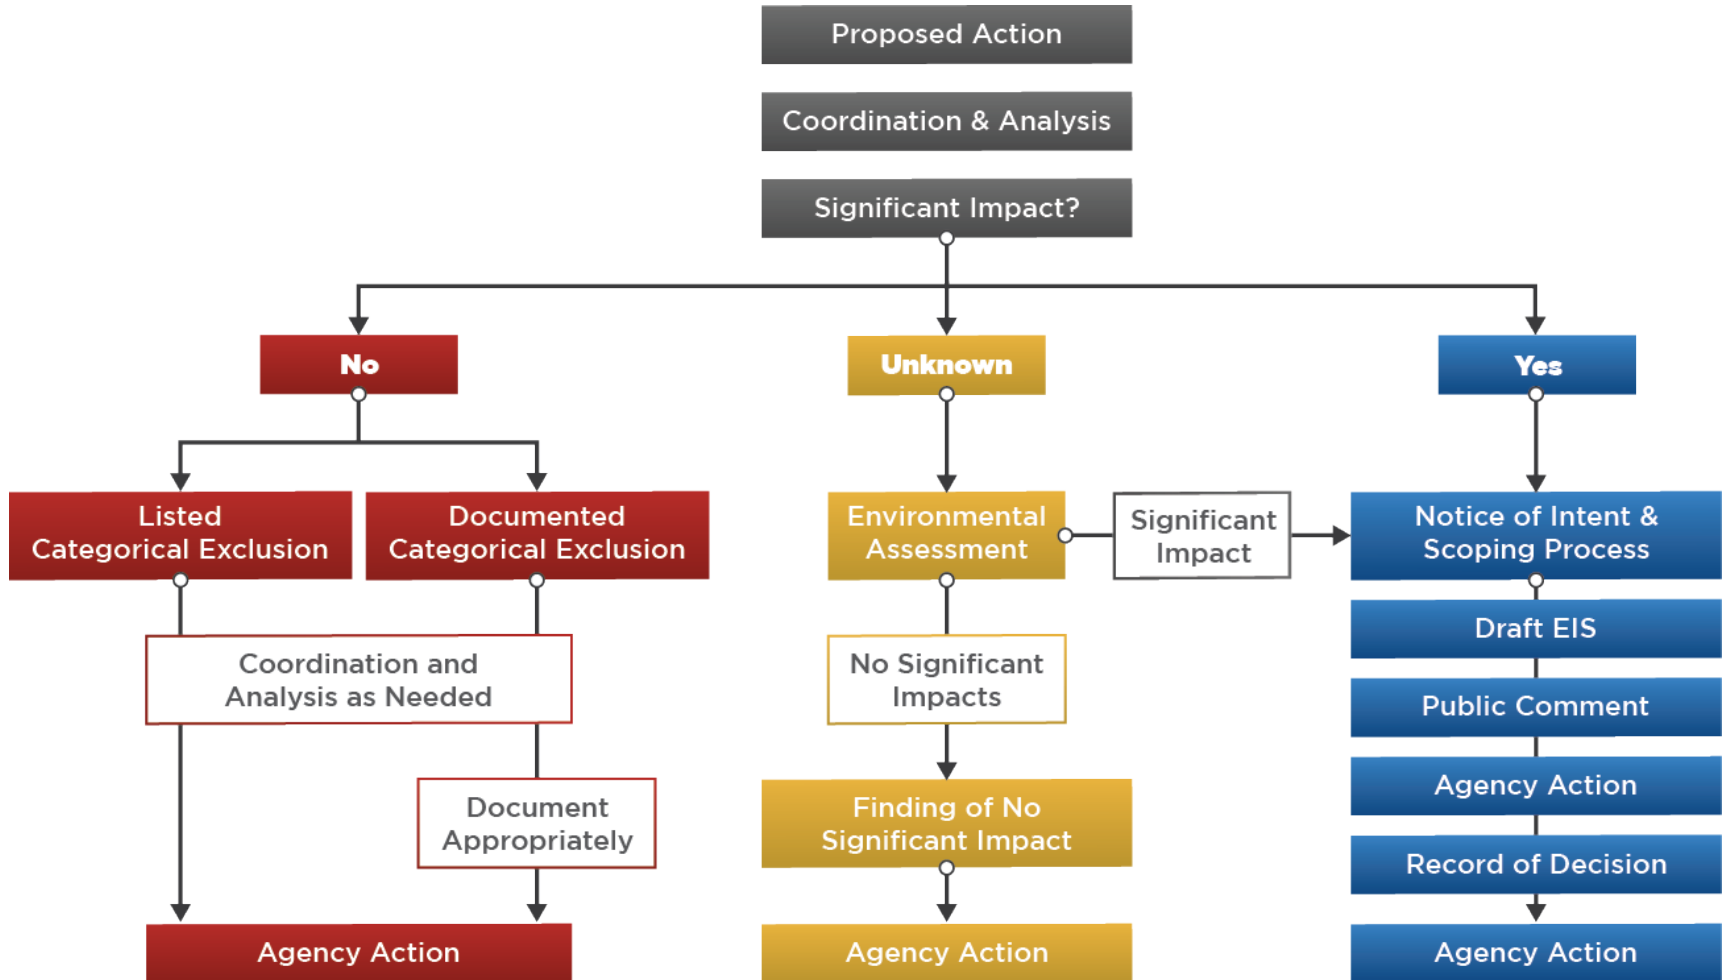 Proposed Action
Coordination & Analysis
Significant Impact?
No
Unknown
Yes
Listed
Categorical Exclusion
Documented
Categorical Exclusion
Environmental
Assessment
Significant
Impact
Notice of Intent &
Scoping Process
Coordination and
Analysis as Needed
No Significant
Impacts
Draft EIS
Public Comment
Document
Appropriately
Finding of No
Significant Impact
Agency Action
Record of Decision
Agency Action
Agency Action
Agency Action